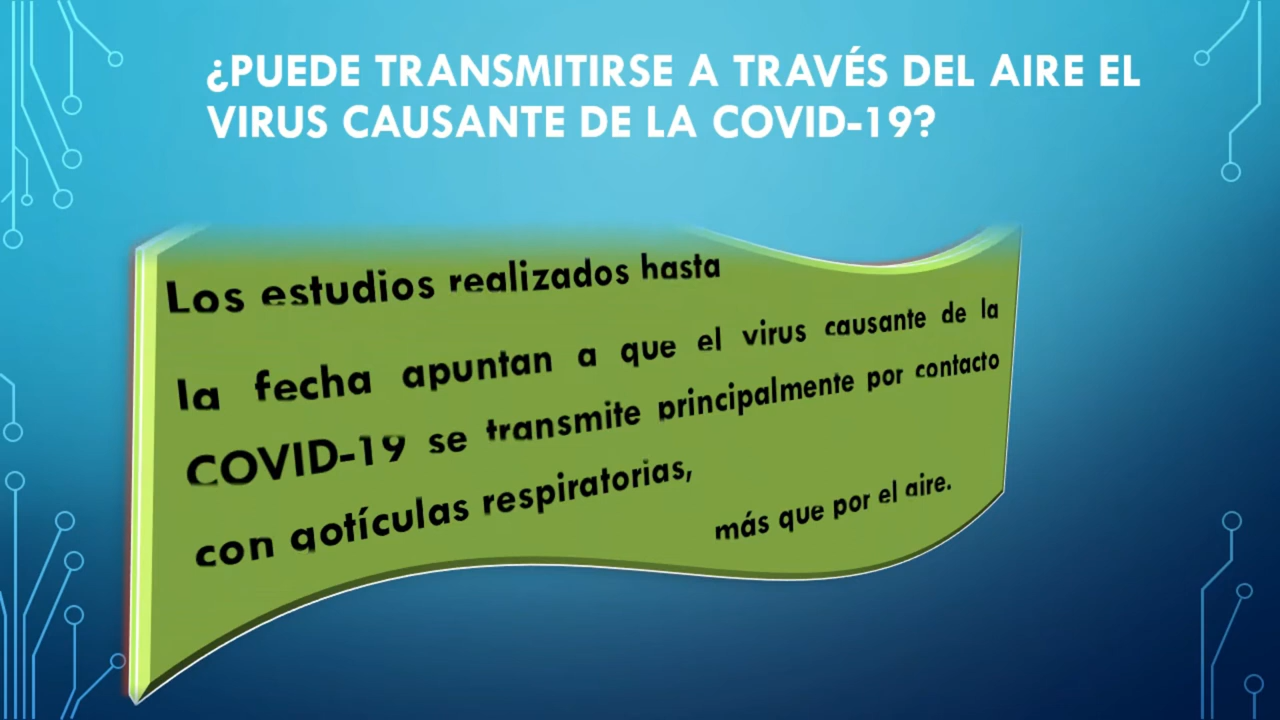 ¿PUEDE TRANSMITIRSE A TRAVÉS DEL AIRE EL
VIRUS CAUSANTE DE LA COVID-19?
Los estudios realizados hasta
la fecha apuntan a que el virus causante de la
COVID-19 se transmite principalmente por contacto
con gotículas respiratorias,
más que por el aire.